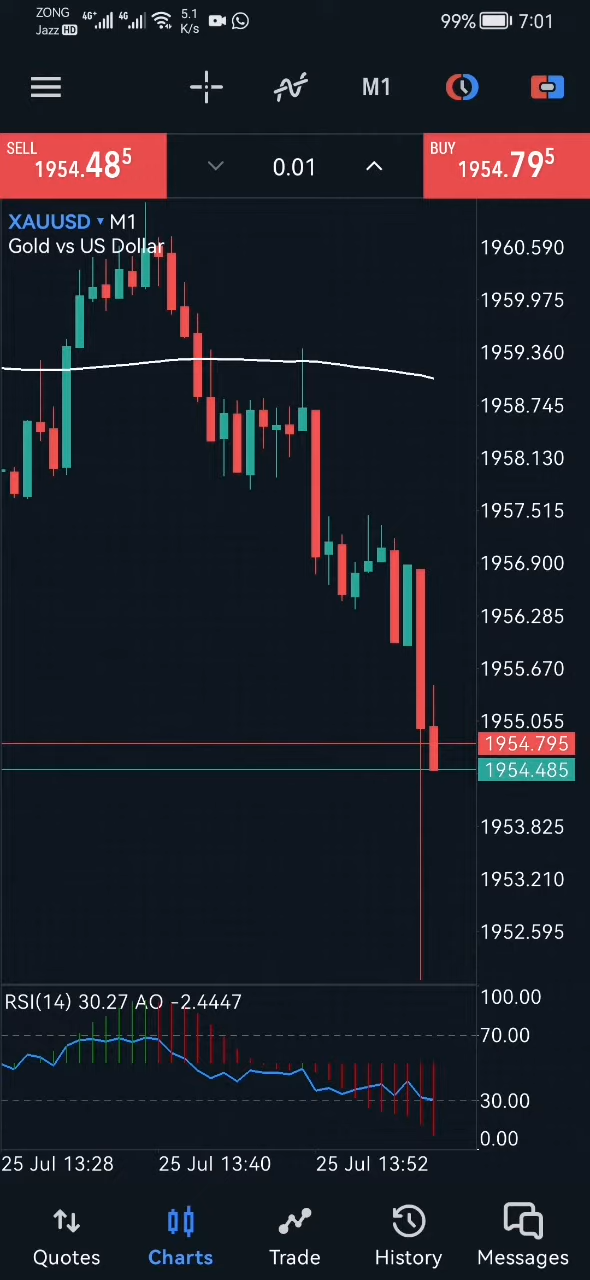 ZONG
Jazz HD
4G+
4G
5.1
K/s
99%
7:01
M1
SELL
1954.485
0.01
BUY
1954.795
XAUUSD ▾ M1
Gold vs US Dollar
1960.590
1959.975
1959.360
1958.745
1958.130
1957.515
1956.900
1956.285
1955.670
1955.055
1954.795
1954.485
1953.825
1953.210
1952.595
RSI(14) 30.27 AO -2.4447
100.00
70.00
30.00
0.00
25 Jul 13:28
25 Jul 13:40
25 Jul 13:52
Quotes
Charts
Trade
History
Messages